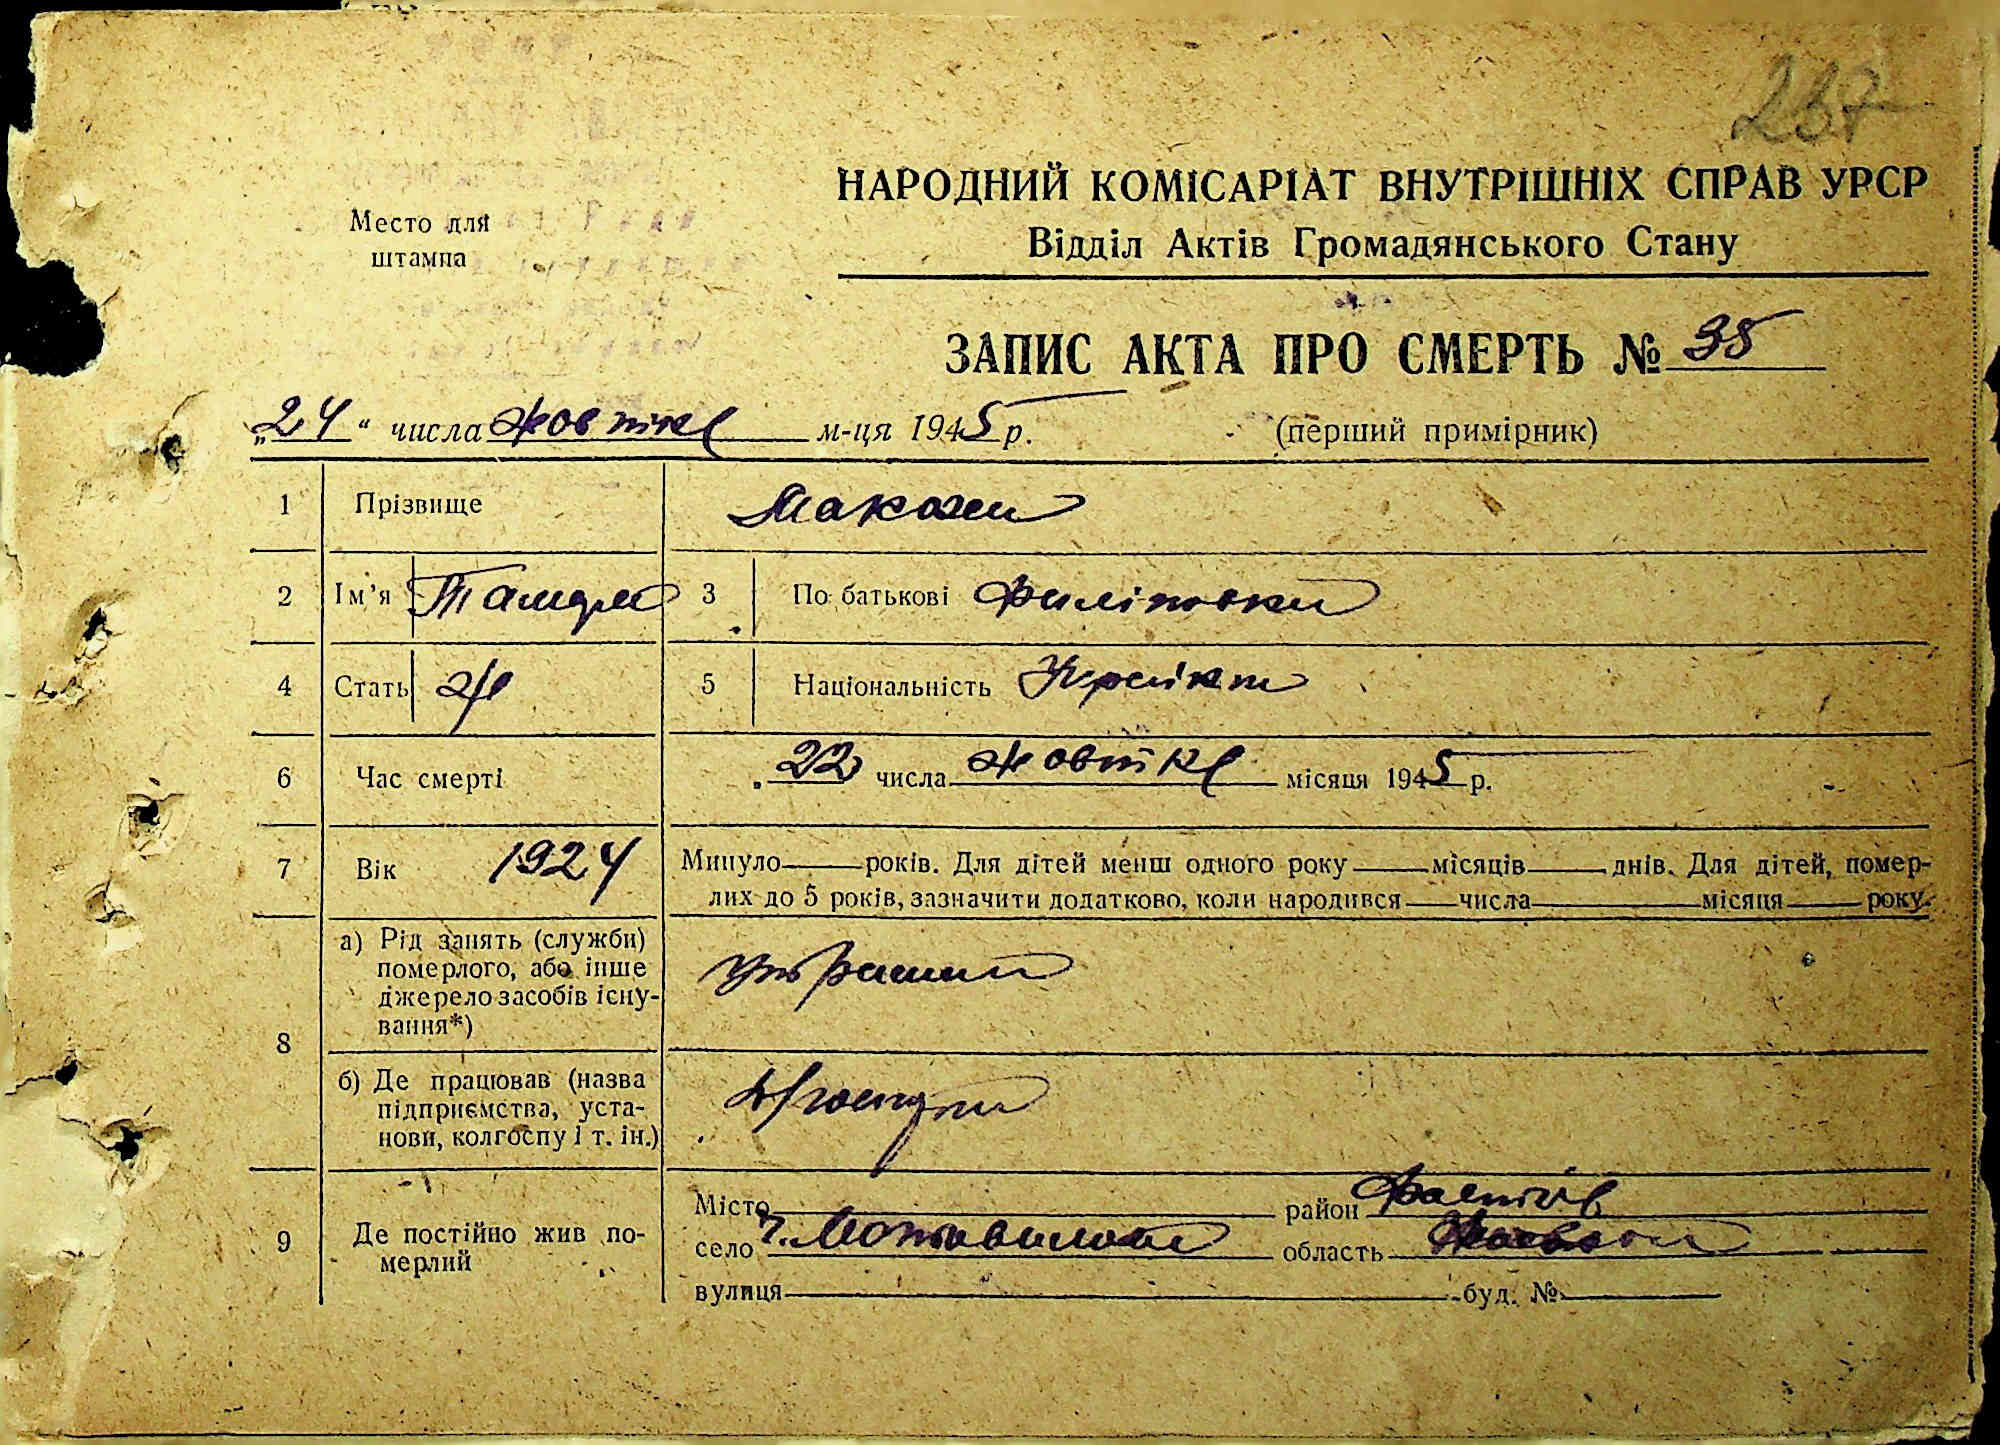 237
Место для
штампа
НАРОДНИЙ КОМІСАРІАТ ВНУТРІШНІХ СПРАВ УРСР
Відділ Актів Громадянського Стану
ЗАПИС АКТА ПРО СМЕРТЬ № 35
„24“ числа жовтня м-ця 1945 р. (перший примірник)
1 Прізвище
2 Ім'я 3 По батькові
4 Стать ж 5 Національність
6 Час смерті „22 числа жовтня місяця 1945 р.
7 Вік 1924 Минуло років. Для дітей менш одного року місяців днів. Для дітей, помер-
лих до 5 років, зазначити додатково, коли народився числа місяця року.
8 а) Рід занять (служби)
померлого, або інше
джерело засобів існу-
вання*)
б) Де працював (назва
підприємства, уста-
нови, колгоспу і т. ін.)
9 Де постійно жив по-
мерлий
Місто район Фастів
село область
вулиця буд. №